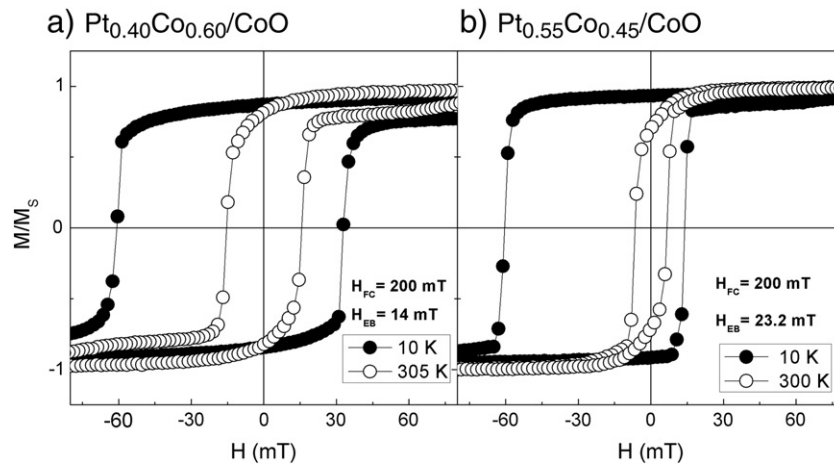 a) Pt0.40Co0.60/CoO
b) Pt0.55Co0.45/CoO
M/MS
1
0
-1
HFC= 200 mT
HEB= 14 mT
10 K
305 K
-60
-30
0
30
60
H (mT)
HFC= 200 mT
HEB= 23.2 mT
10 K
300 K
-60
-30
0
30
60
H (mT)